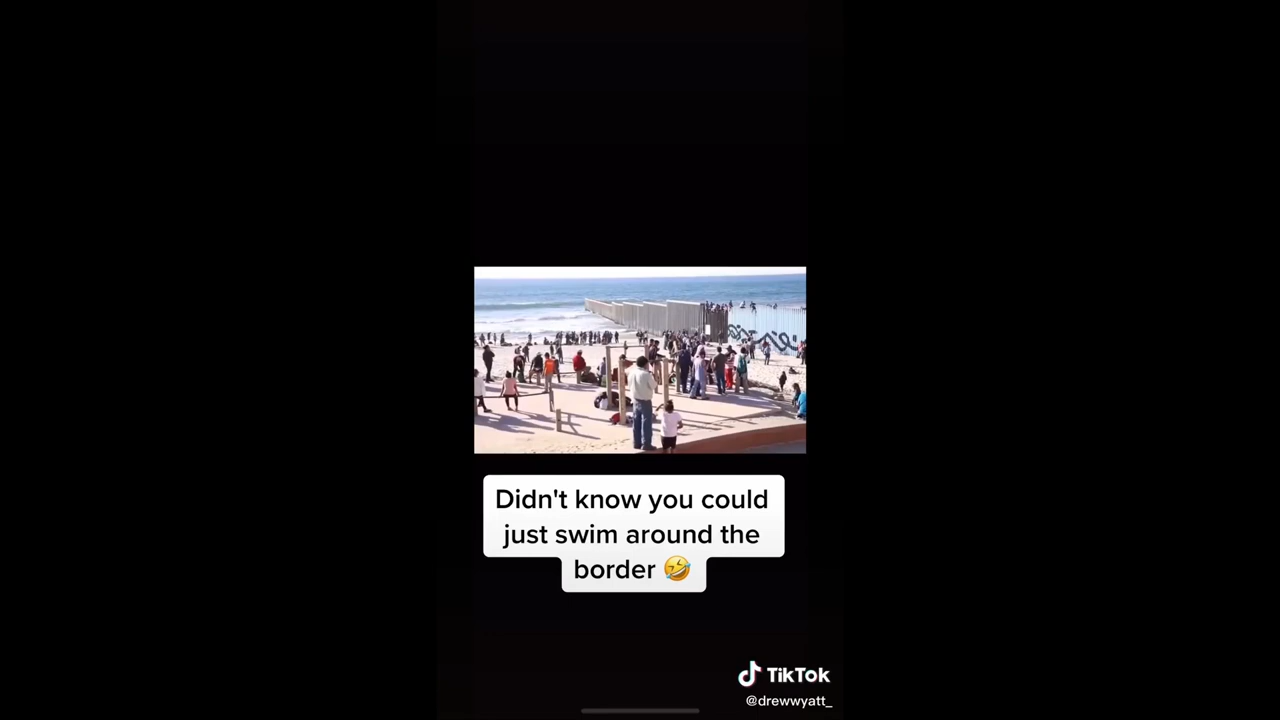 Didn't know you could
just swim around the
border 🤣
TikTok
@drewwyatt_